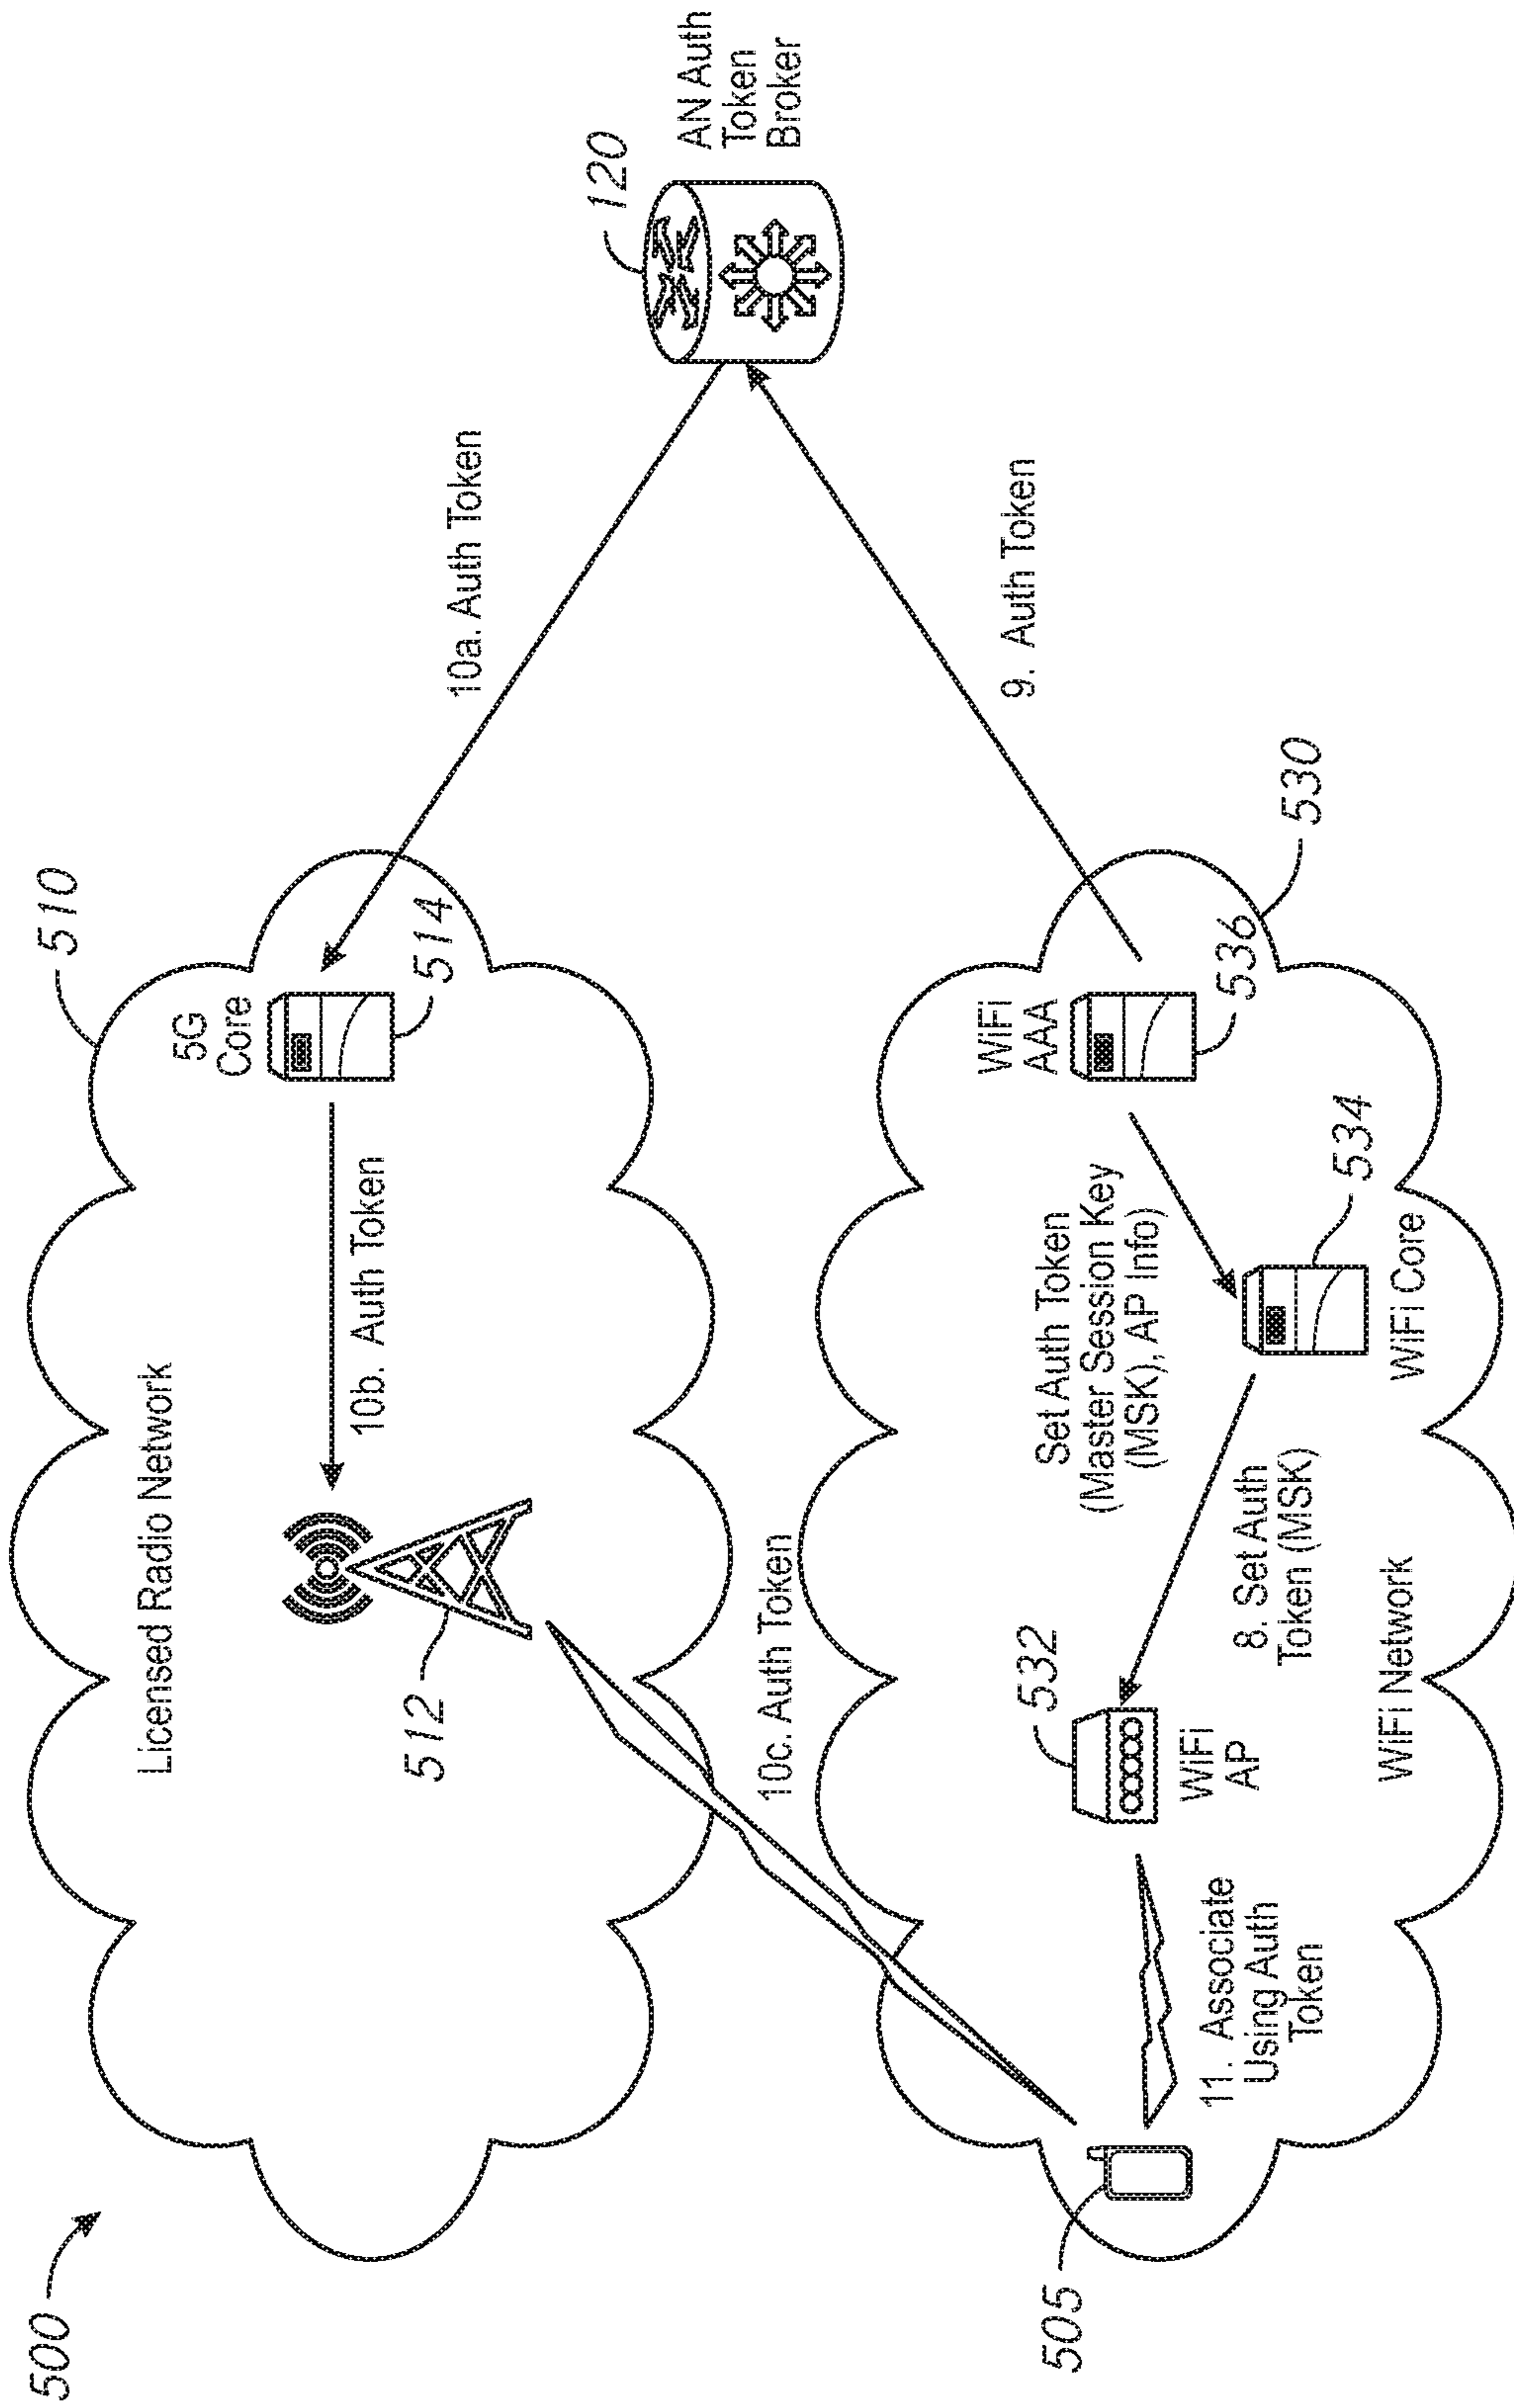 500
510
Licensed Radio Network
5G
Core
514
10b. Auth Token
512
10a. Auth Token
120
AN Auth
Token
Broker
10c. Auth Token
9. Auth Token
530
WiFi
AAA
536
Set Auth Token
(Master Session Key
(MSK), AP Info)
534
WiFi Core
8. Set Auth
Token (MSK)
532
WiFi
AP
WiFi Network
11. Associate
Using Auth
Token
505